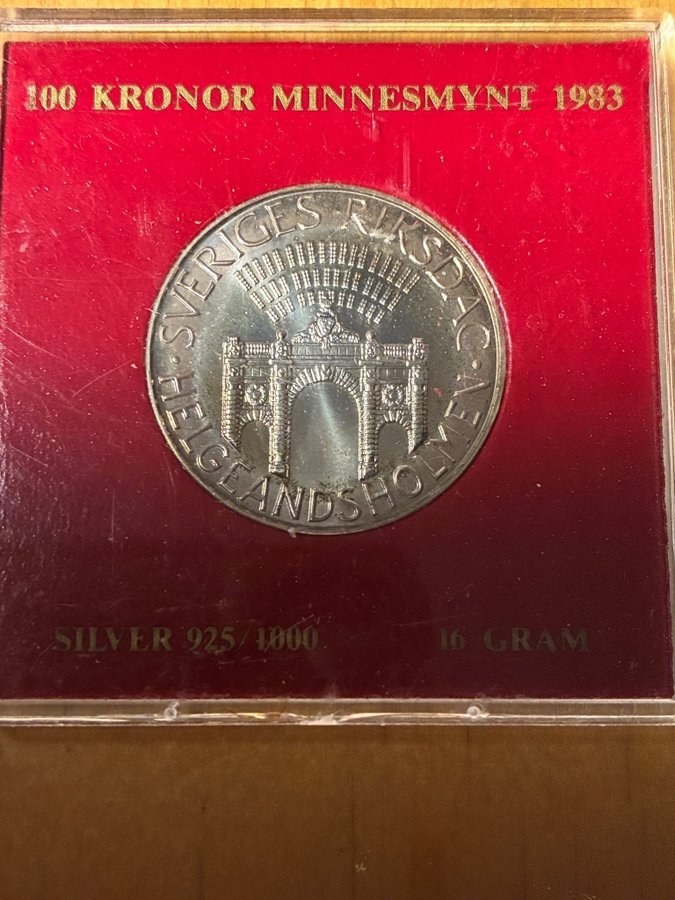 100 KRONOR MINNESMYNT 1983
· SVERIGES · RIKSDAG ·
HELGEANDSHOLMEN
SILVER 925/1000 16 GRAM